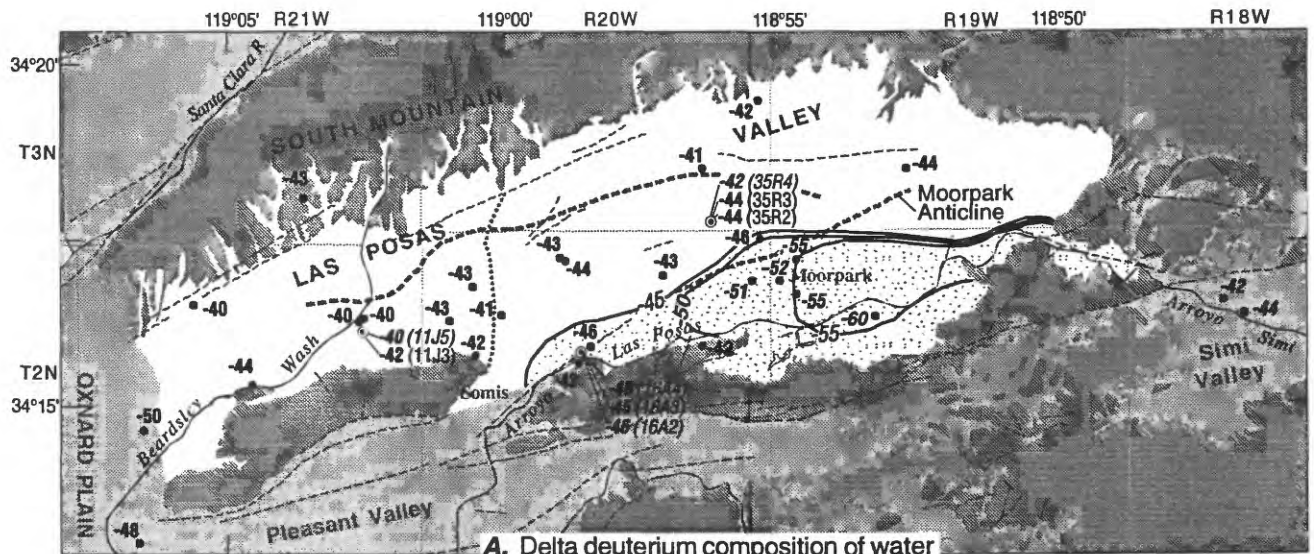 119°05' R21W 119°00' R20W 118°55' R19W 118°50' R18W
34°20'
Santa Clara R.
SOUTH MOUNTAIN
VALLEY
-42
T3N
-43
-41
-44
-42 (35R4)
-44 (35R3)
-44 (35R2)
Moorpark
Anticline
LAS POSAS
-46
-55
-43
-44
-43
-43
-52
Moorpark
-51
-50
-55
-40
-45
-42
-44
-40
-40
-43
-41
-60
-55
Arroyo
Simi
-40 (11J5)
-42 (11J3)
-46
Las Posas
-42
Wash
Simi
Valley
T2N
-44
Somis
34°15'
Arroyo
-46 (16A2)
-50
Beardsley
OXNARD PLAIN
Pleasant Valley
-48
A. Delta deuterium composition of water